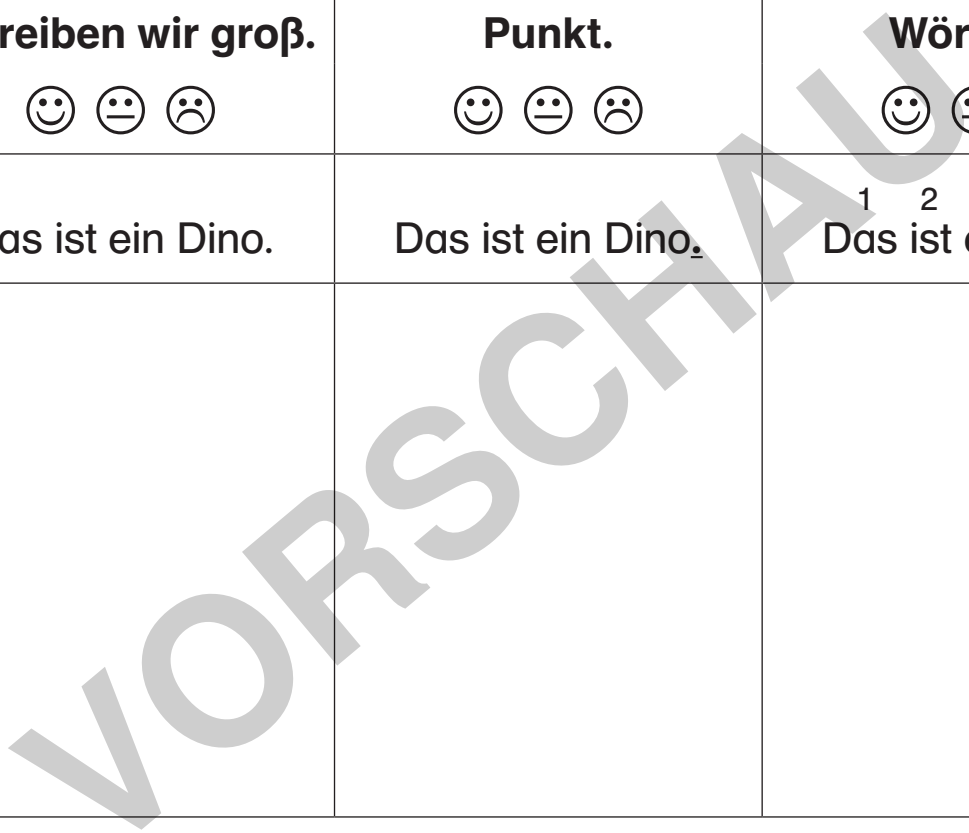 reiben wir groß.
Punkt.
Wör
as ist ein Dino.
Das ist ein Dino.
1 2
Das ist
VORSCHAU